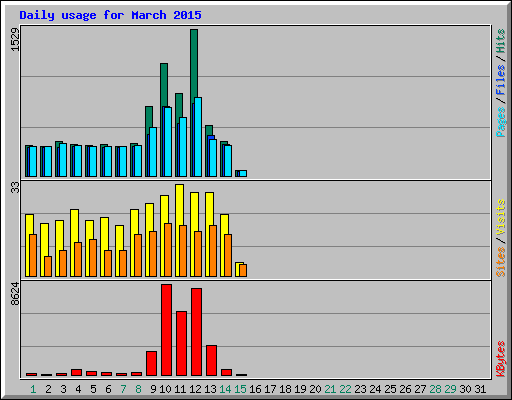 Daily usage for March 2015
1529
Pages / Files / Hits
33
Sites / Visits
8624
KBytes
1 2 3 4 5 6 7 8 9 10 11 12 13 14 15 16 17 18 19 20 21 22 23 24 25 26 27 28 29 30 31